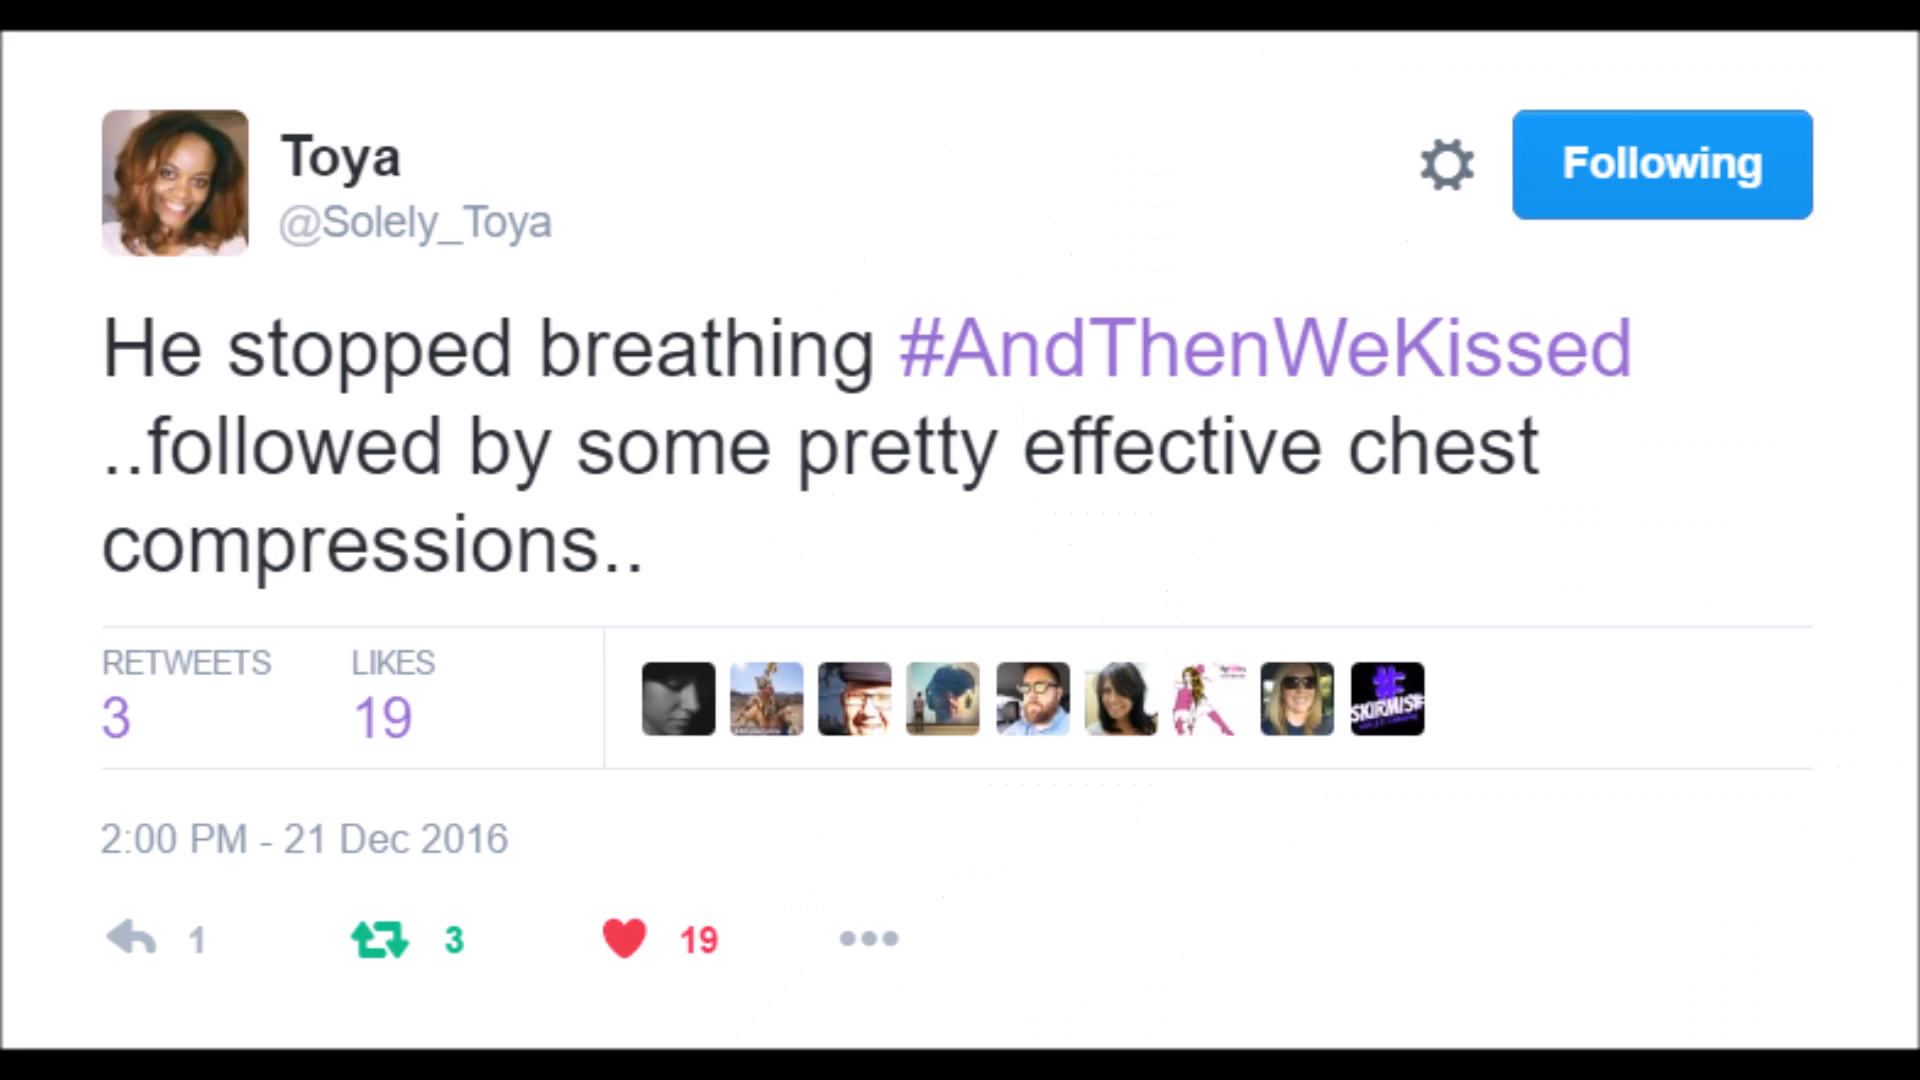 Toya
@Solely_Toya
Following
He stopped breathing #AndThenWeKissed
..followed by some pretty effective chest
compressions..
RETWEETS LIKES
3 19
#
SKIRMISH
2:00 PM - 21 Dec 2016
1 3 19